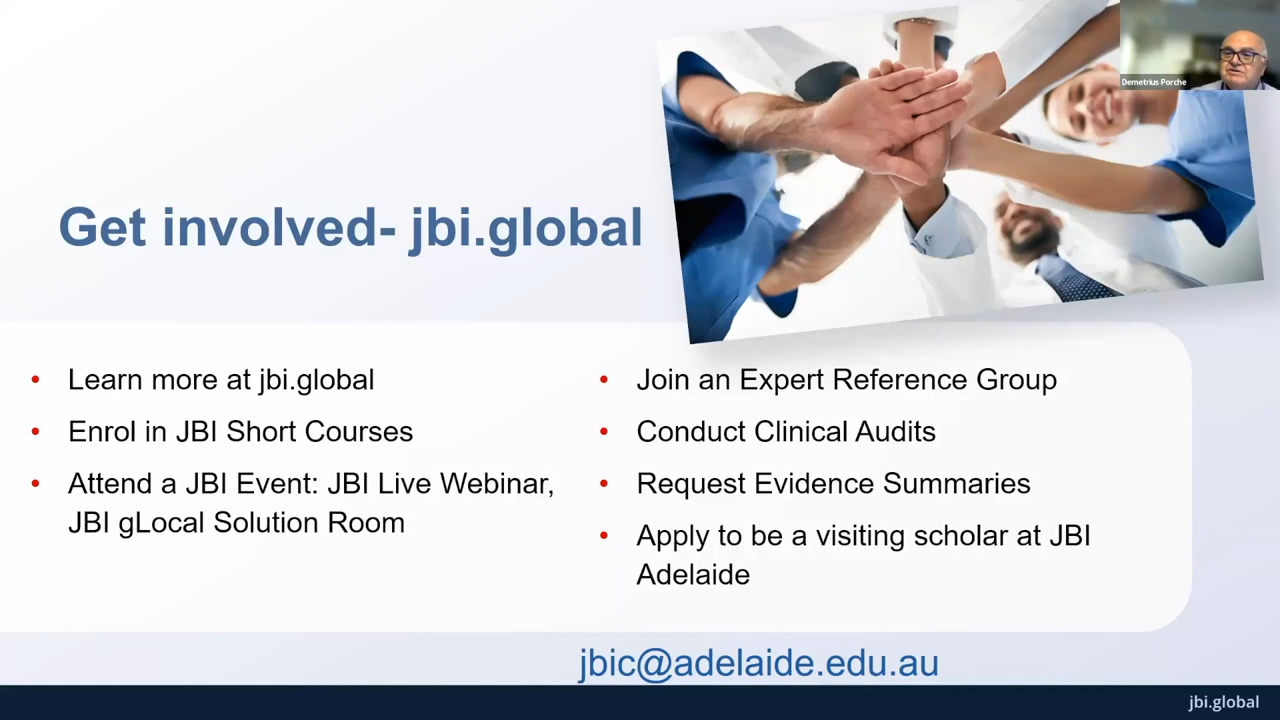 Demetrius Porche
Get involved- jbi.global
• Learn more at jbi.global
• Enrol in JBI Short Courses
• Attend a JBI Event: JBI Live Webinar,
JBI gLocal Solution Room
• Join an Expert Reference Group
• Conduct Clinical Audits
• Request Evidence Summaries
• Apply to be a visiting scholar at JBI
Adelaide
jbic@adelaide.edu.au
jbi.global